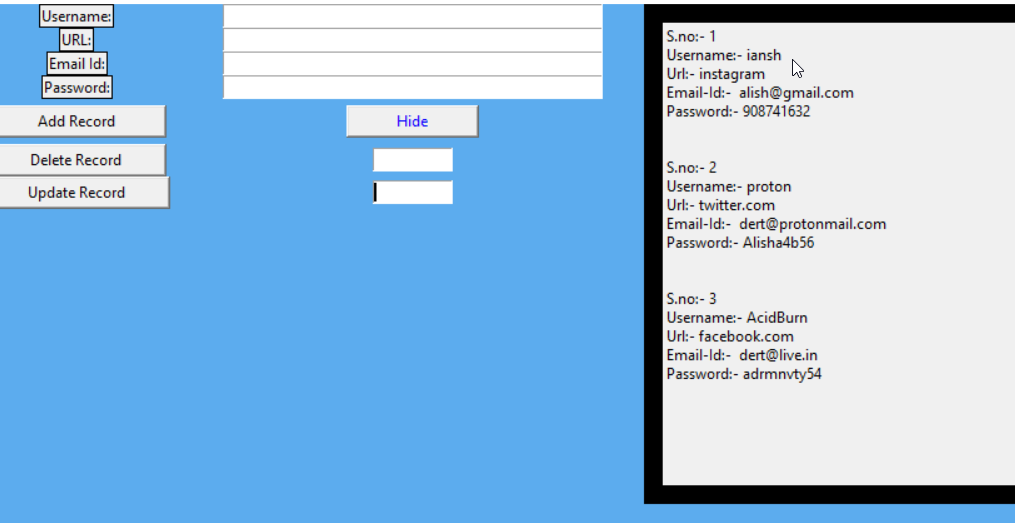 Username:
URL:
Email Id:
Password:
Add Record
Hide
Delete Record
Update Record
S.no:- 1
Username:- iansh
Url:- instagram
Email-Id:-  alish@gmail.com
Password:- 908741632
S.no:- 2
Username:- proton
Url:- twitter.com
Email-Id:-  dert@protonmail.com
Password:- Alisha4b56
S.no:- 3
Username:- AcidBurn
Url:- facebook.com
Email-Id:-  dert@live.in
Password:- adrmnvty54